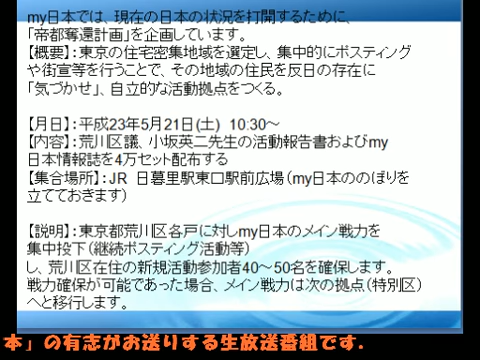 my日本では、現在の日本の状況を打開するために、
「帝都奪還計画」を企画しています。
【概要】：東京の住宅密集地域を選定し、集中的にポスティング
や街宣等を行うことで、その地域の住民を反日の存在に
「気づかせ」、自立的な活動拠点をつくる。
【月日】：平成23年5月21日(土) 10:30～
【内容】：荒川区議、小坂英二先生の活動報告書およびmy
日本情報誌を4万セット配布する
【集合場所】：JR 日暮里駅東口駅前広場（my日本ののぼりを
立てておきます）
【説明】：東京都荒川区各戸に対しmy日本のメイン戦力を
集中投下（継続ポスティング活動等）
し、荒川区在住の新規活動参加者40～50名を確保します。
戦力確保が可能であった場合、メイン戦力は次の拠点（特別区）
へと移行します。
本」の有志がお送りする生放送番組です.